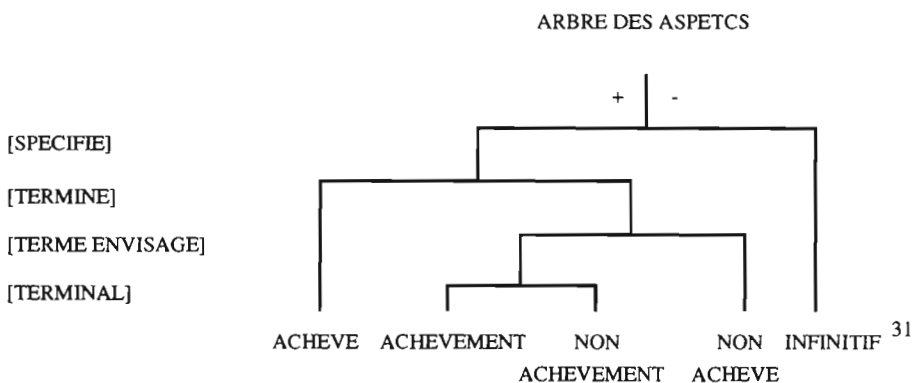 ARBRE DES ASPETCS
+ -
[SPECIFIE]
[TERMINE]
[TERME ENVISAGE]
[TERMINAL]
ACHEVE ACHEVEMENT NON NON INFINITIF 31
ACHEVEMENT ACHEVE